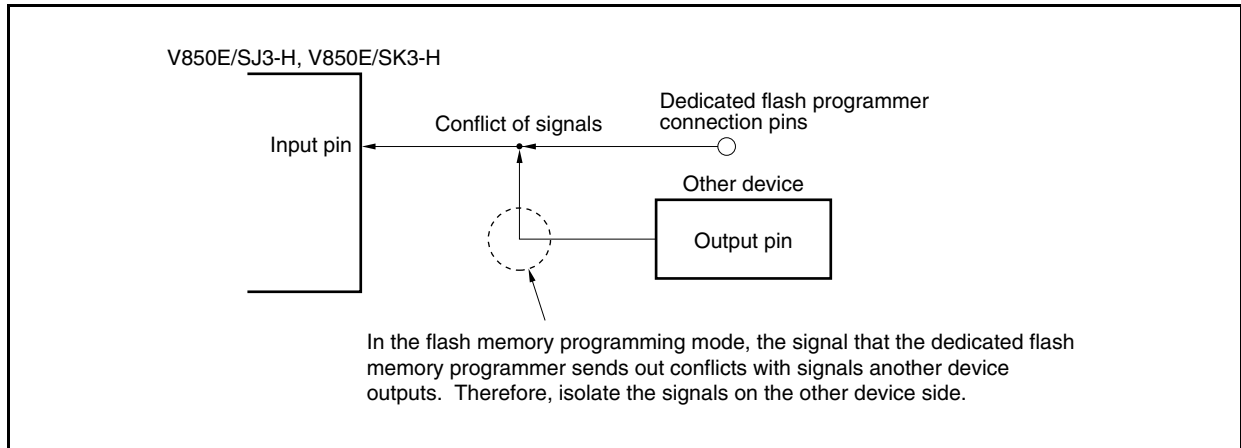 V850E/SJ3-H, V850E/SK3-H
Dedicated flash programmer
connection pins
Conflict of signals
Input pin
Other device
Output pin
In the flash memory programming mode, the signal that the dedicated flash
memory programmer sends out conflicts with signals another device
outputs.  Therefore, isolate the signals on the other device side.